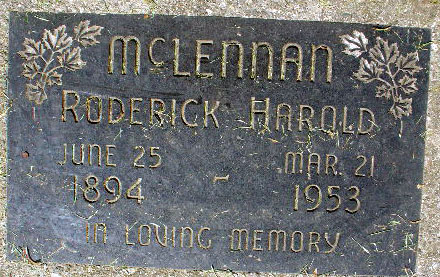 McLENNAN
RODERICK HAROLD
JUNE 25 MAR. 21
1894 - 1953
IN LOVING MEMORY